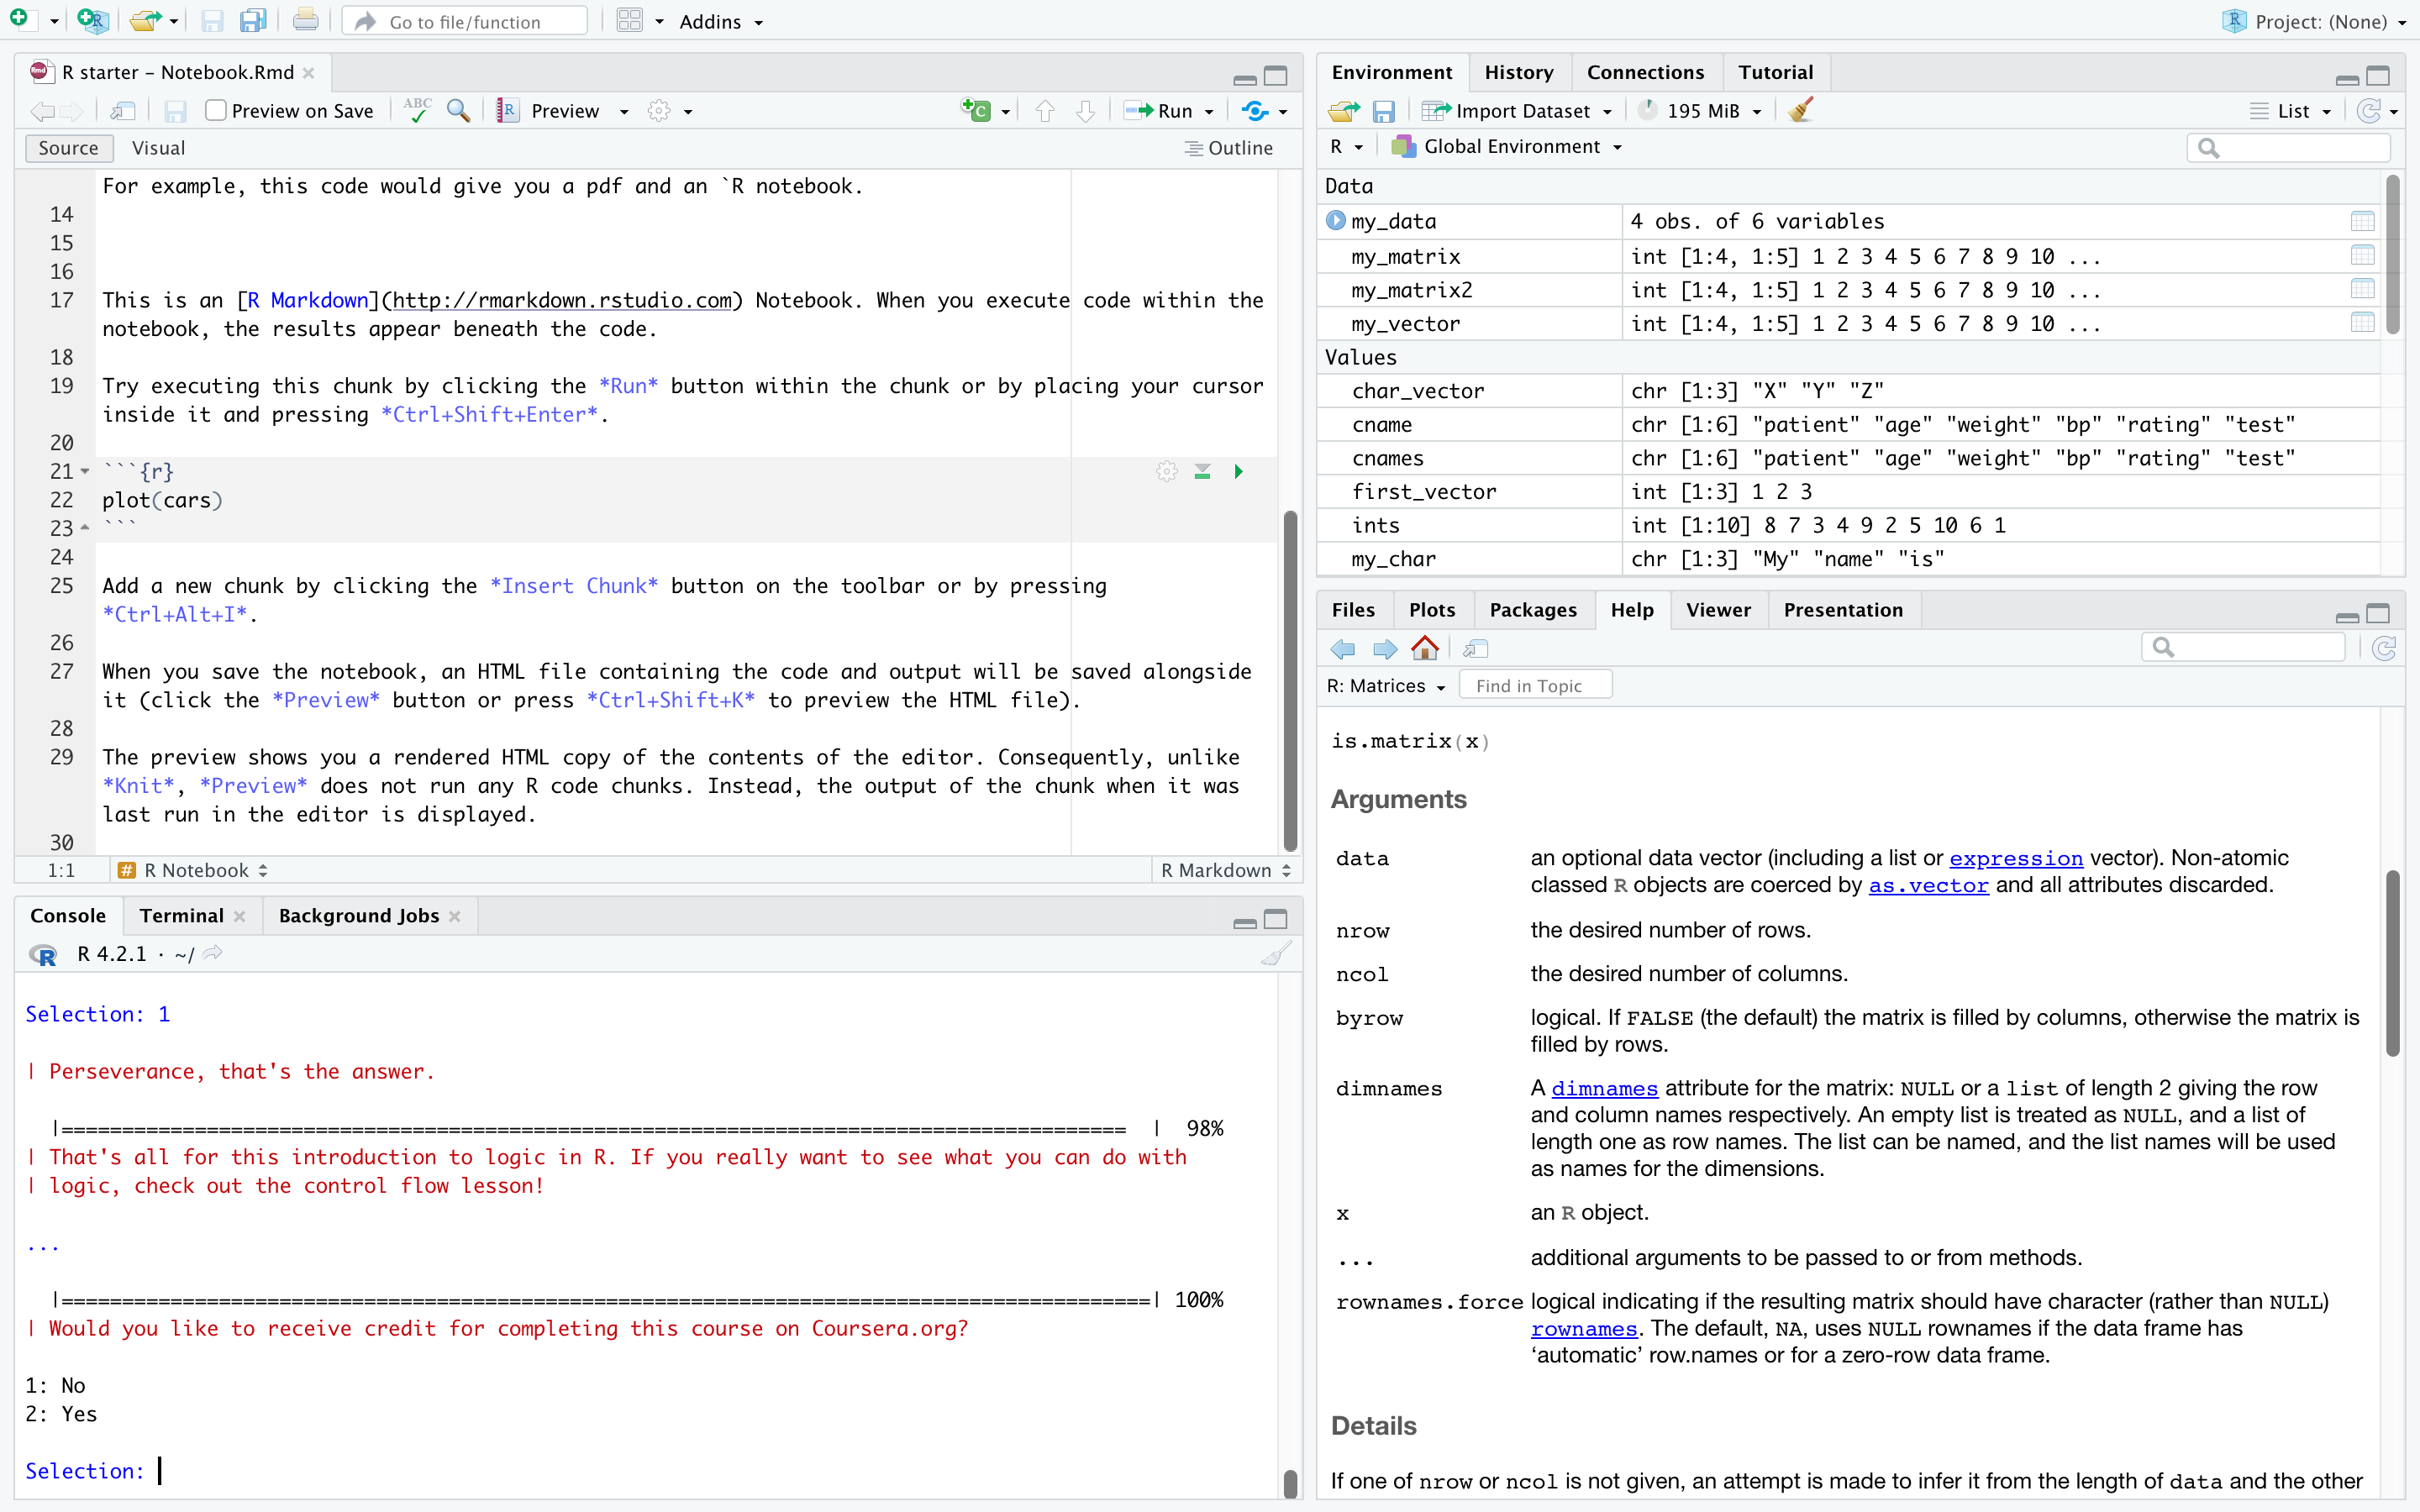 Go to file/function
Addins
Project: (None)
R starter – Notebook.Rmd
Preview on Save
ABC
Preview
Run
Source
Visual
Outline
For example, this code would give you a pdf and an `R notebook.
14
15
16
17 This is an [R Markdown](http://rmarkdown.rstudio.com) Notebook. When you execute code within the
notebook, the results appear beneath the code.
18
19 Try executing this chunk by clicking the *Run* button within the chunk or by placing your cursor
inside it and pressing *Ctrl+Shift+Enter*.
20
21 ```{r}
22 plot(cars)
23 ```
24
25 Add a new chunk by clicking the *Insert Chunk* button on the toolbar or by pressing
*Ctrl+Alt+I*.
26
27 When you save the notebook, an HTML file containing the code and output will be saved alongside
it (click the *Preview* button or press *Ctrl+Shift+K* to preview the HTML file).
28
29 The preview shows you a rendered HTML copy of the contents of the editor. Consequently, unlike
*Knit*, *Preview* does not run any R code chunks. Instead, the output of the chunk when it was
last run in the editor is displayed.
30
1:1
# R Notebook
R Markdown
Console
Terminal
Background Jobs
R 4.2.1 · ~/
Selection: 1
| Perseverance, that's the answer.
|======================================================================================== | 98%
| That's all for this introduction to logic in R. If you really want to see what you can do with
| logic, check out the control flow lesson!
...
|==========================================================================================| 100%
| Would you like to receive credit for completing this course on Coursera.org?
1: No
2: Yes
Selection:
Environment
History
Connections
Tutorial
Import Dataset
195 MiB
List
R
Global Environment
Data
my_data 4 obs. of 6 variables
my_matrix int [1:4, 1:5] 1 2 3 4 5 6 7 8 9 10 ...
my_matrix2 int [1:4, 1:5] 1 2 3 4 5 6 7 8 9 10 ...
my_vector int [1:4, 1:5] 1 2 3 4 5 6 7 8 9 10 ...
Values
char_vector chr [1:3] "X" "Y" "Z"
cname chr [1:6] "patient" "age" "weight" "bp" "rating" "test"
cnames chr [1:6] "patient" "age" "weight" "bp" "rating" "test"
first_vector int [1:3] 1 2 3
ints int [1:10] 8 7 3 4 9 2 5 10 6 1
my_char chr [1:3] "My" "name" "is"
Files
Plots
Packages
Help
Viewer
Presentation
R: Matrices
Find in Topic
is.matrix(x)
Arguments
data an optional data vector (including a list or expression vector). Non-atomic
classed R objects are coerced by as.vector and all attributes discarded.
nrow the desired number of rows.
ncol the desired number of columns.
byrow logical. If FALSE (the default) the matrix is filled by columns, otherwise the matrix is
filled by rows.
dimnames A dimnames attribute for the matrix: NULL or a list of length 2 giving the row
and column names respectively. An empty list is treated as NULL, and a list of
length one as row names. The list can be named, and the list names will be used
as names for the dimensions.
x an R object.
... additional arguments to be passed to or from methods.
rownames.force logical indicating if the resulting matrix should have character (rather than NULL)
rownames. The default, NA, uses NULL rownames if the data frame has
‘automatic’ row.names or for a zero-row data frame.
Details
If one of nrow or ncol is not given, an attempt is made to infer it from the length of data and the other